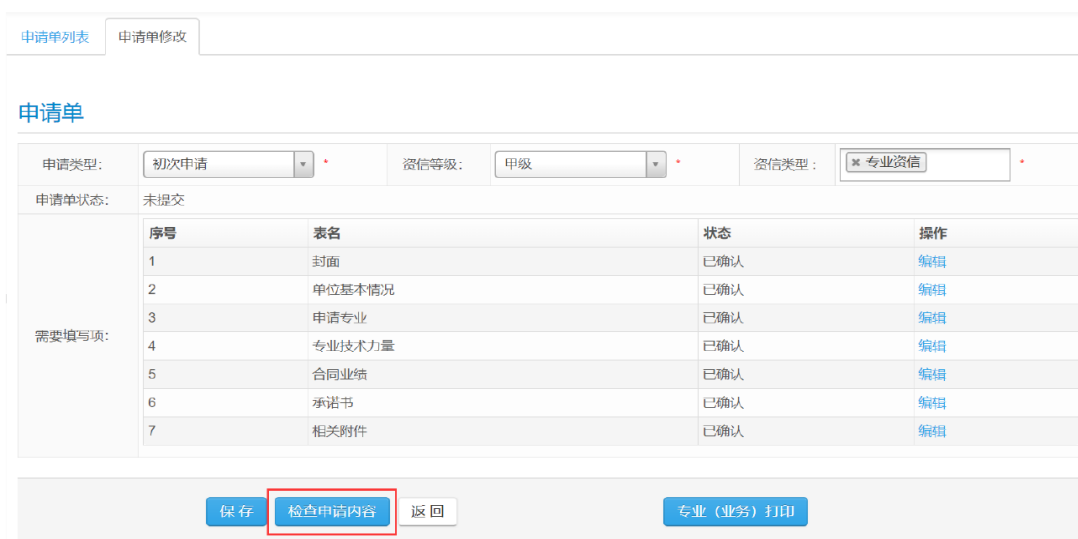 申请单列表 申请单修改
申请单
申请类型: 初次申请 * 资信等级: 甲级 * 资信类型: 专业资信 *
申请单状态: 未提交
序号 表名 状态 操作
1 封面 已确认 编辑
2 单位基本情况 已确认 编辑
3 申请专业 已确认 编辑
需要填写项:
4 专业技术力量 已确认 编辑
5 合同业绩 已确认 编辑
6 承诺书 已确认 编辑
7 相关附件 已确认 编辑
保存 检查申请内容 返回 专业（业务）打印